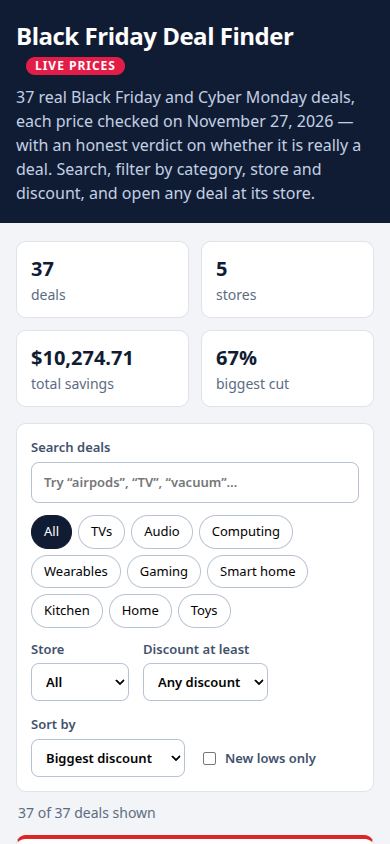 Black Friday Deal Finder
LIVE PRICES
37 real Black Friday and Cyber Monday deals,
each price checked on November 27, 2026 —
with an honest verdict on whether it is really a
deal. Search, filter by category, store and
discount, and open any deal at its store.
37
deals
5
stores
$10,274.71
total savings
67%
biggest cut
Search deals
Try “airpods”, “TV”, “vacuum”…
All TVs Audio Computing
Wearables Gaming Smart home
Kitchen Home Toys
Store Discount at least
All Any discount
Sort by
Biggest discount New lows only
37 of 37 deals shown